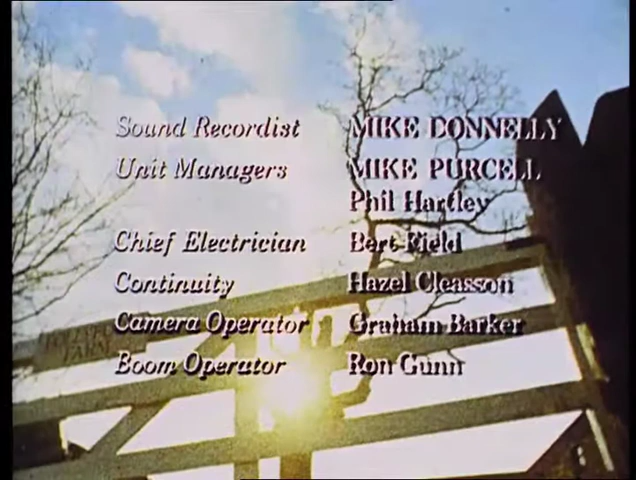 Sound Recordist MIKE DONNELLY
Unit Managers MIKE PURCELL
Phil Hartley
Chief Electrician Bert Field
Continuity Hazel Cleasson
Camera Operator Graham Barker
Boom Operator Ron Gunn
FARM